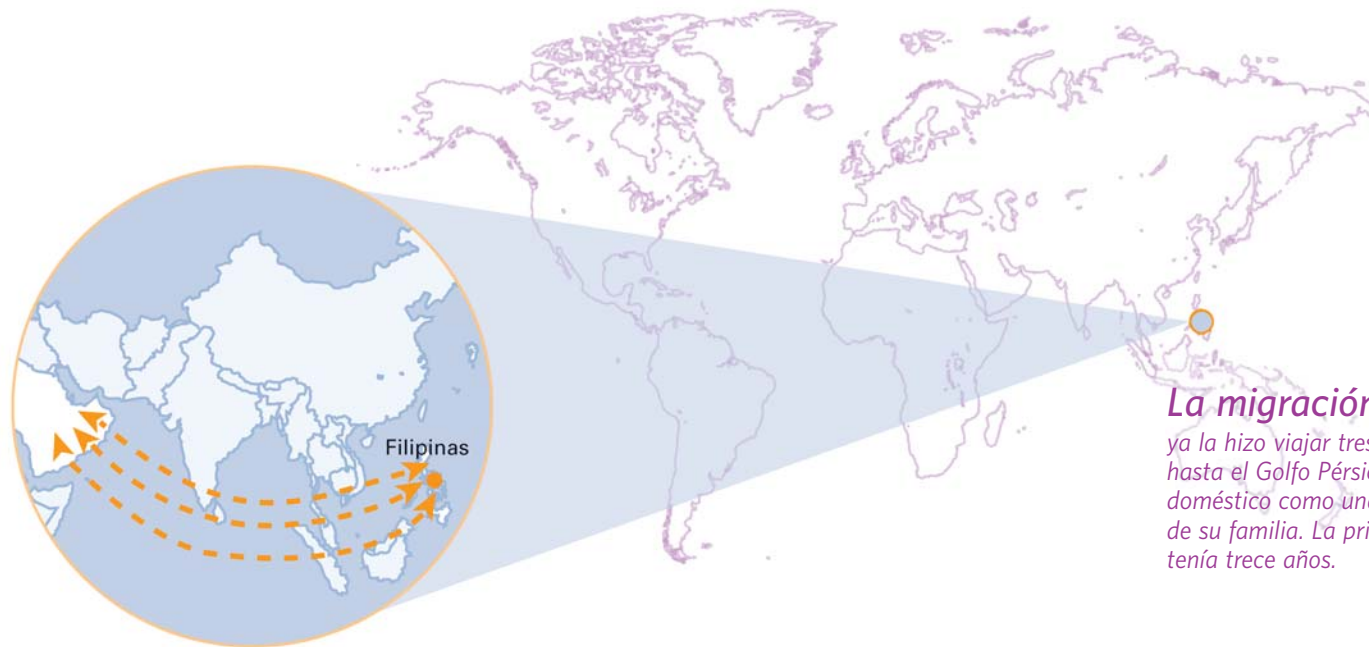 Filipinas
La migración
ya la hizo viajar tres
hasta el Golfo Pérsic
doméstico como una
de su familia. La pri
tenía trece años.